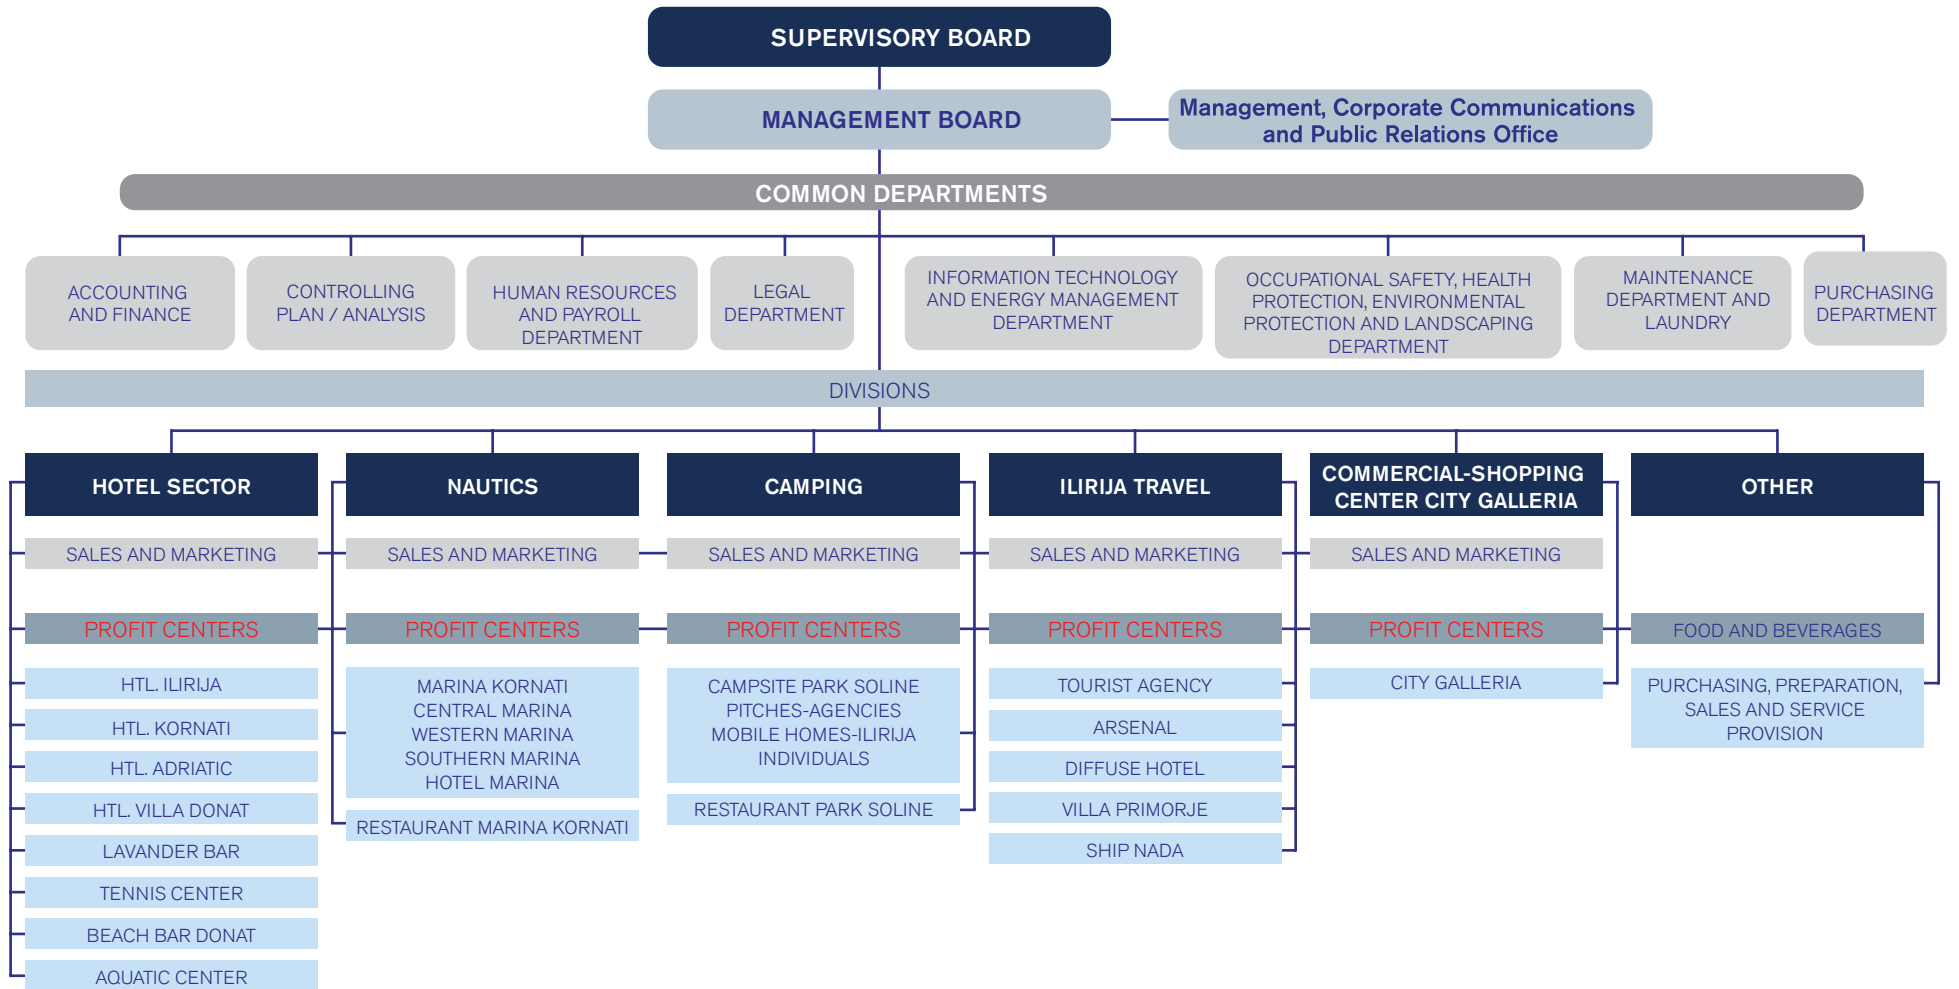 SUPERVISORY BOARD
MANAGEMENT BOARD
Management, Corporate Communications
and Public Relations Office
COMMON DEPARTMENTS
ACCOUNTING
AND FINANCE
CONTROLLING
PLAN / ANALYSIS
HUMAN RESOURCES
AND PAYROLL
DEPARTMENT
LEGAL
DEPARTMENT
INFORMATION TECHNOLOGY
AND ENERGY MANAGEMENT
DEPARTMENT
OCCUPATIONAL SAFETY, HEALTH
PROTECTION, ENVIRONMENTAL
PROTECTION AND LANDSCAPING
DEPARTMENT
MAINTENANCE
DEPARTMENT AND
LAUNDRY
PURCHASING
DEPARTMENT
DIVISIONS
HOTEL SECTOR
SALES AND MARKETING
PROFIT CENTERS
HTL. ILIRIJA
HTL. KORNATI
HTL. ADRIATIC
HTL. VILLA DONAT
LAVANDER BAR
TENNIS CENTER
BEACH BAR DONAT
AQUATIC CENTER
NAUTICS
SALES AND MARKETING
PROFIT CENTERS
MARINA KORNATI
CENTRAL MARINA
WESTERN MARINA
SOUTHERN MARINA
HOTEL MARINA
RESTAURANT MARINA KORNATI
CAMPING
SALES AND MARKETING
PROFIT CENTERS
CAMPSITE PARK SOLINE
PITCHES-AGENCIES
MOBILE HOMES-ILIRIJA
INDIVIDUALS
RESTAURANT PARK SOLINE
ILIRIJA TRAVEL
SALES AND MARKETING
PROFIT CENTERS
TOURIST AGENCY
ARSENAL
DIFFUSE HOTEL
VILLA PRIMORJE
SHIP NADA
COMMERCIAL-SHOPPING
CENTER CITY GALLERIA
SALES AND MARKETING
PROFIT CENTERS
CITY GALLERIA
OTHER
FOOD AND BEVERAGES
PURCHASING, PREPARATION,
SALES AND SERVICE
PROVISION